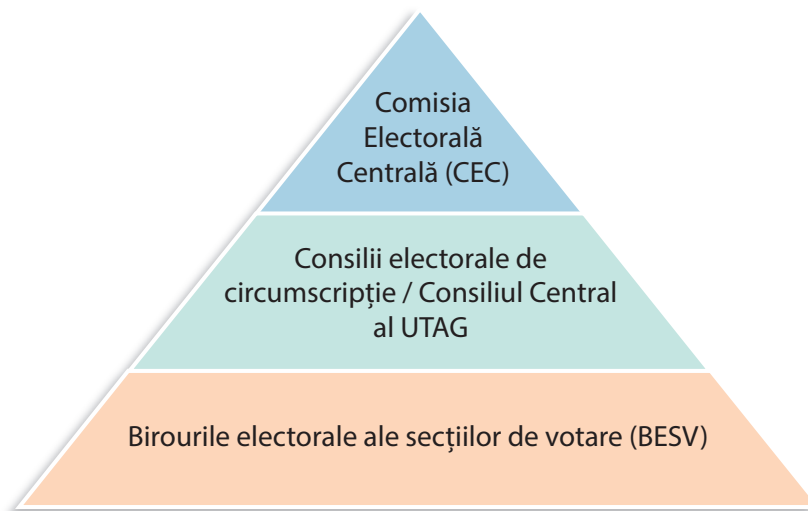 Comisia
Electorală
Centrală (CEC)
Consilii electorale de
circumscripție / Consiliul Central
al UTAG
Birourile electorale ale secțiilor de votare (BESV)